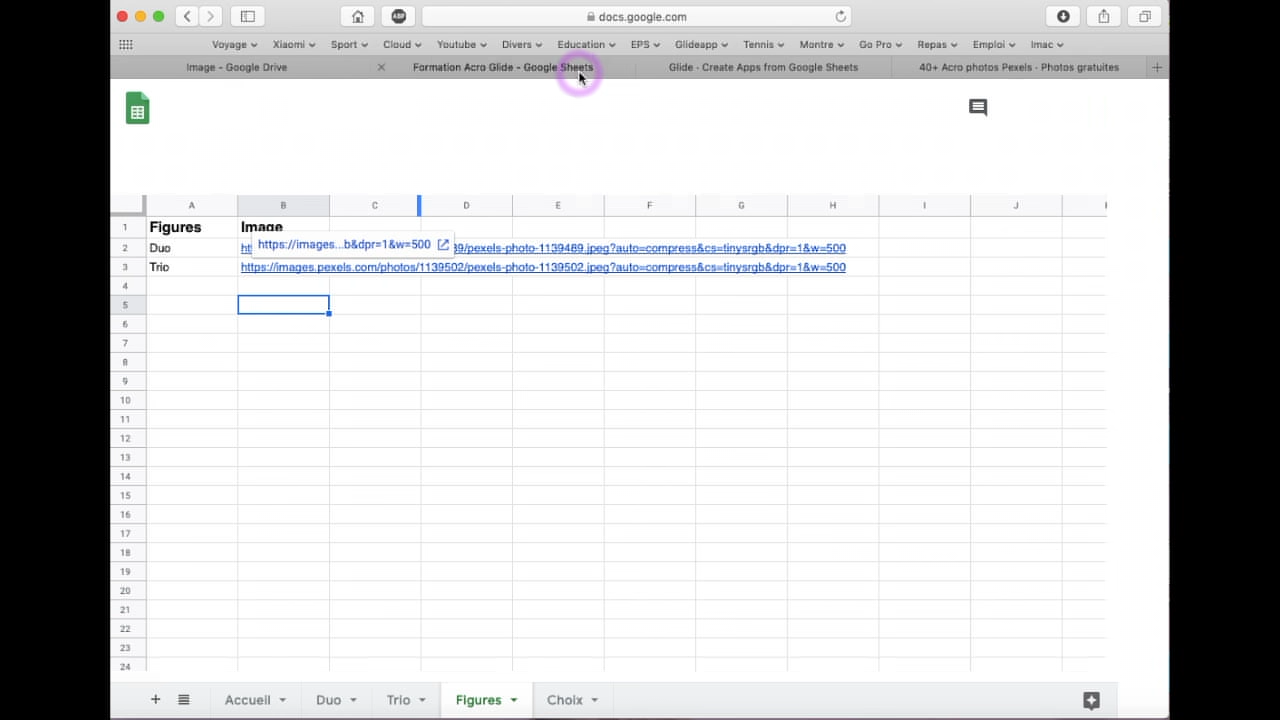 ABP docs.google.com
Voyage Xiaomi Sport Cloud Youtube Divers Education EPS Glideapp Tennis Montre Go Pro Repas Emploi Imac
Image - Google Drive Formation Acro Glide - Google Sheets Glide - Create Apps from Google Sheets 40+ Acro photos Pexels · Photos gratuites
A B C D E F G H I J
1 Figures Image
https://images...b&dpr=1&w=500
2 Duo ht 39/pexels-photo-1139489.jpeg?auto=compress&cs=tinysrgb&dpr=1&w=500
3 Trio https://images.pexels.com/photos/1139502/pexels-photo-1139502.jpeg?auto=compress&cs=tinysrgb&dpr=1&w=500
4
5
6
7
8
9
10
11
12
13
14
15
16
17
18
19
20
21
22
23
24
+ Accueil Duo Trio Figures Choix